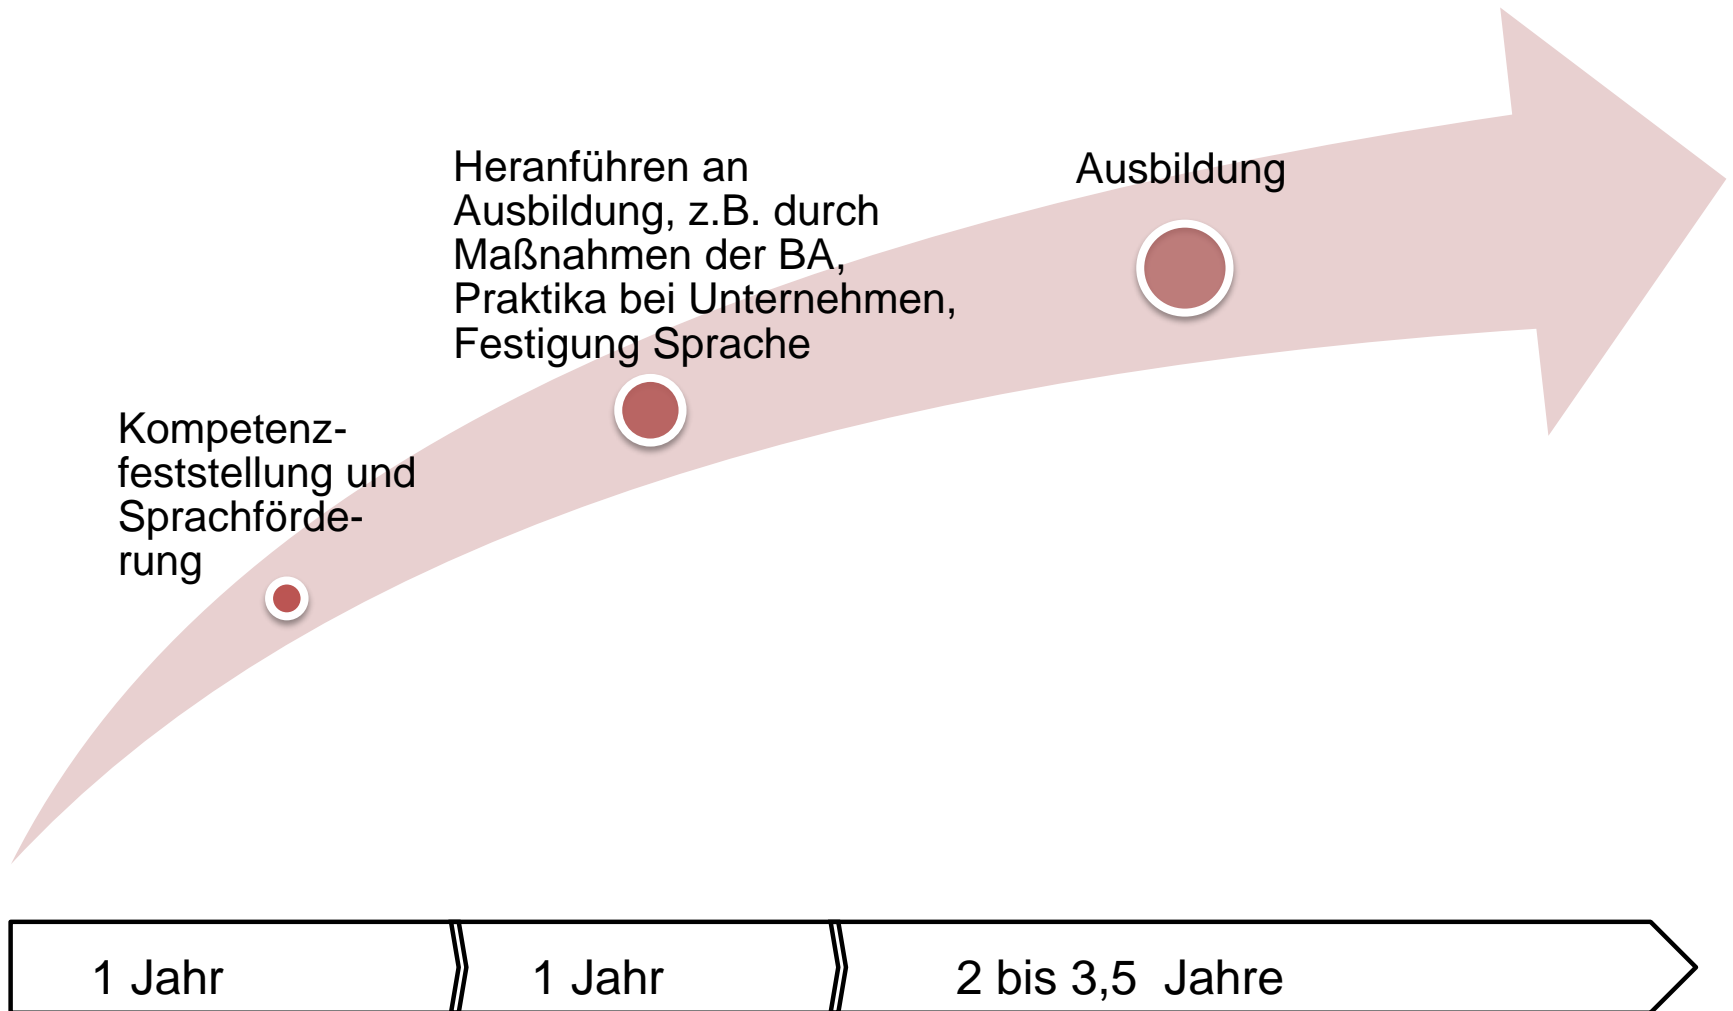 Heranführen an
Ausbildung, z.B. durch
Maßnahmen der BA,
Praktika bei Unternehmen,
Festigung Sprache
Ausbildung
Kompetenz-
feststellung und
Sprachförde-
rung
1 Jahr
1 Jahr
2 bis 3,5 Jahre